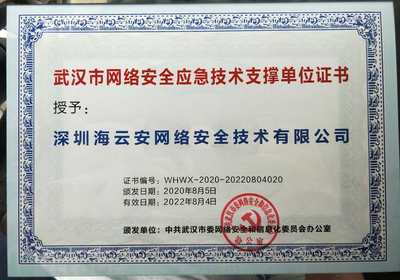 武汉市网络安全应急技术支撑单位证书
授予：
深圳海云安网络安全技术有限公司
证书编号：WHWX-2020-20220804020
颁发日期：2020年8月5日
有效日期：2022年8月4日
颁发单位：中共武汉市委网络安全和信息化委员会办公室
办公室